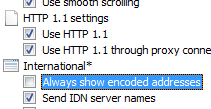 Use smooth scrolling
HTTP 1.1 settings
Use HTTP 1.1
Use HTTP 1.1 through proxy conne
International*
Always show encoded addresses
Send IDN server names